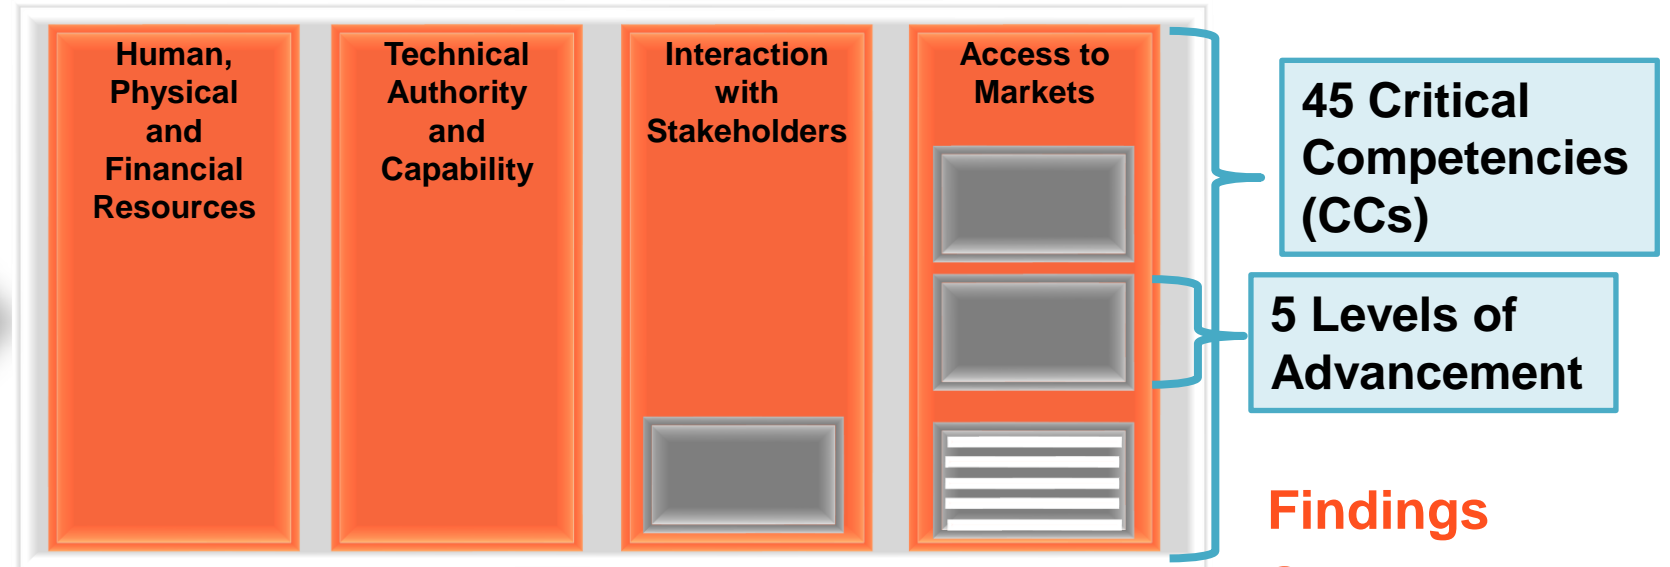 Human,
Physical
and
Financial
Resources
Technical
Authority
and
Capability
Interaction
with
Stakeholders
Access to
Markets
45 Critical
Competencies
(CCs)
5 Levels of
Advancement
Findings